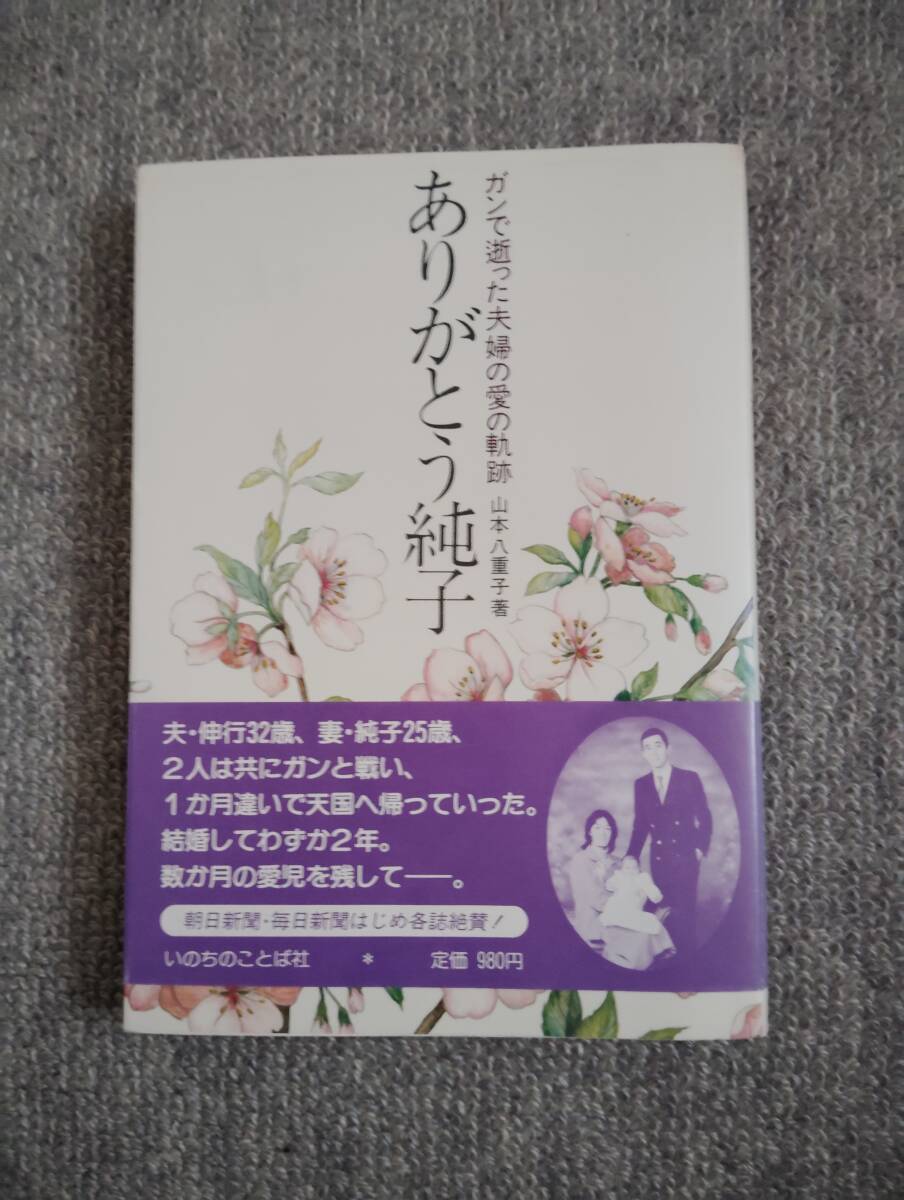 ガンで逝った夫婦の愛の軌跡
山本八重子著
ありがとう純子
夫・伸行32歳、妻・純子25歳、
2人は共にガンと戦い、
1か月違いで天国へ帰っていった。
結婚してわずか2年。
数か月の愛児を残して——。
朝日新聞・毎日新聞はじめ各誌絶賛!
いのちのことば社 * 定価 980円